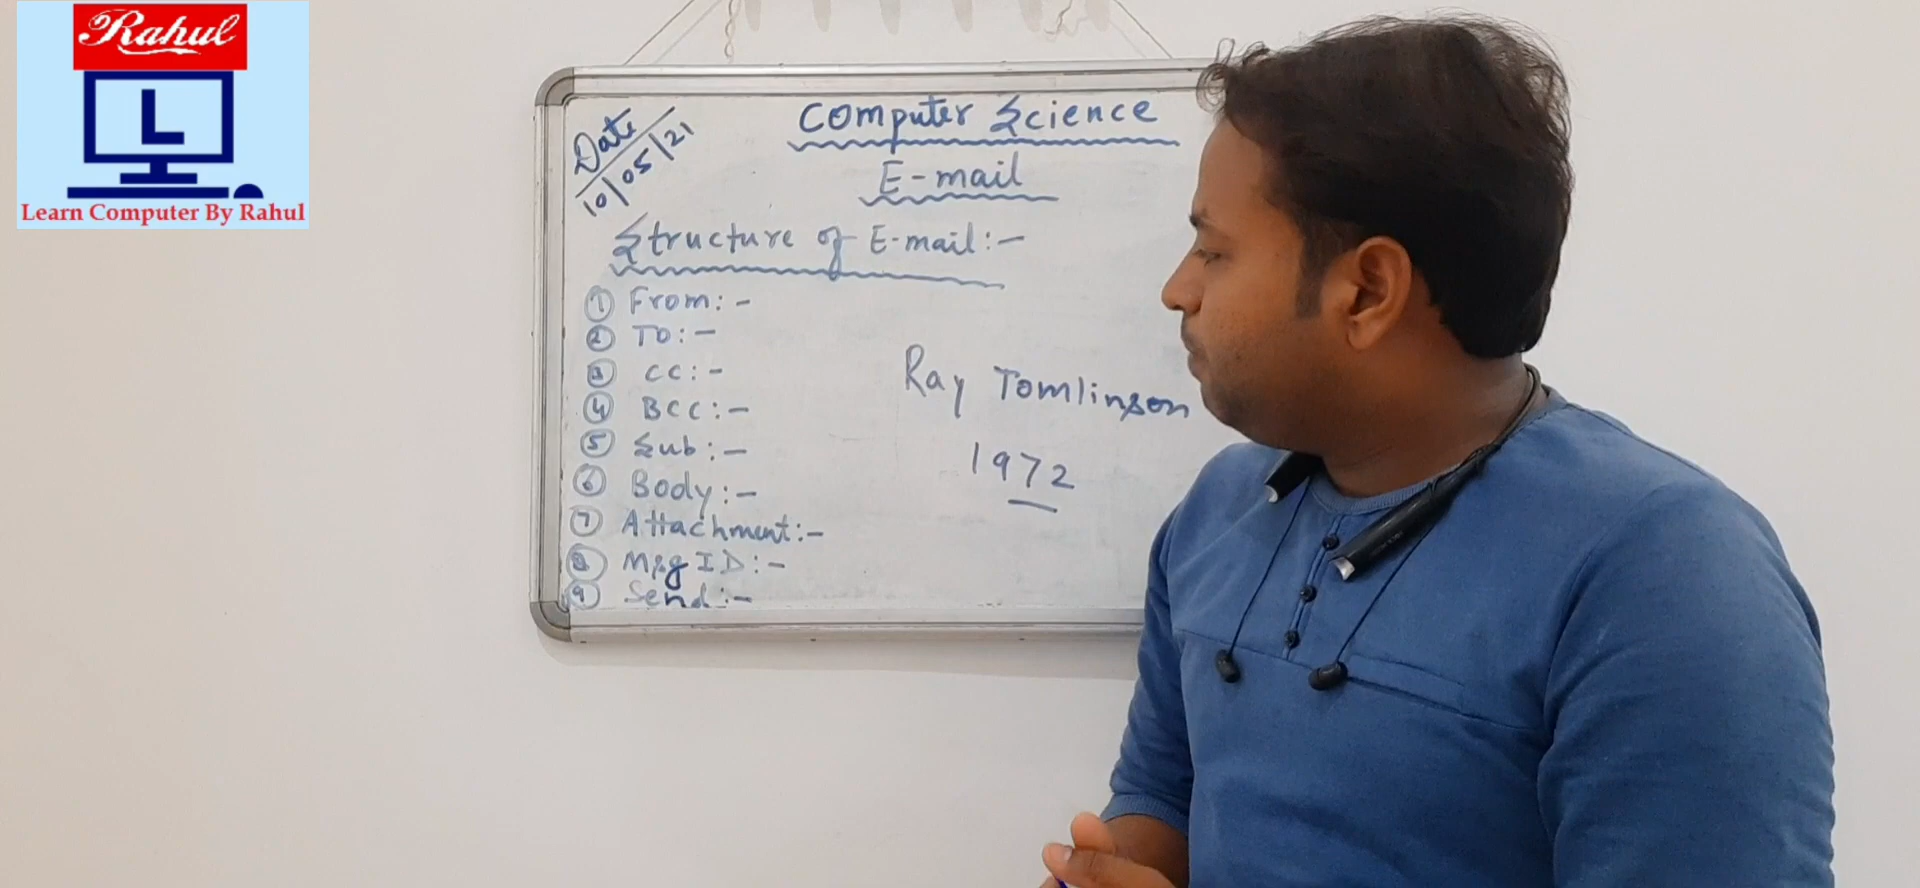 Rahul
L
Learn Computer By Rahul
Date
10/05/21
Computer Science
E-mail
Structure of E-mail:-
① From:-
② To:-
③ CC:-
④ BCC:-
⑤ Sub:-
⑥ Body:-
⑦ Attachment:-
⑧ Msg ID:-
⑨ Send:-
Ray Tomlinson
1972